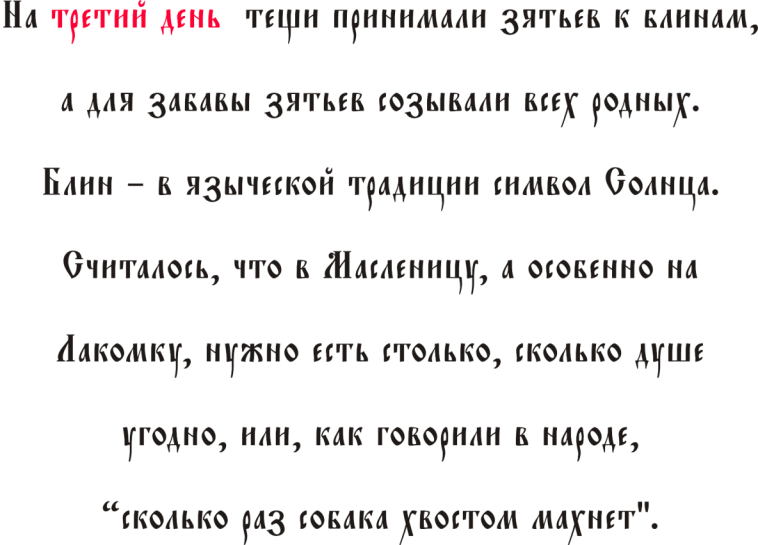 На третий день теши принимали зятьев к блинам,
а для забавы зятьев созывали всех родных.
Блин – в языческой традиции символ Солнца.
Считалось, что в Масленицу, а особенно на
Лакомку, нужно есть столько, сколько душе
угодно, или, как говорили в народе,
“сколько раз собака хвостом махнет".